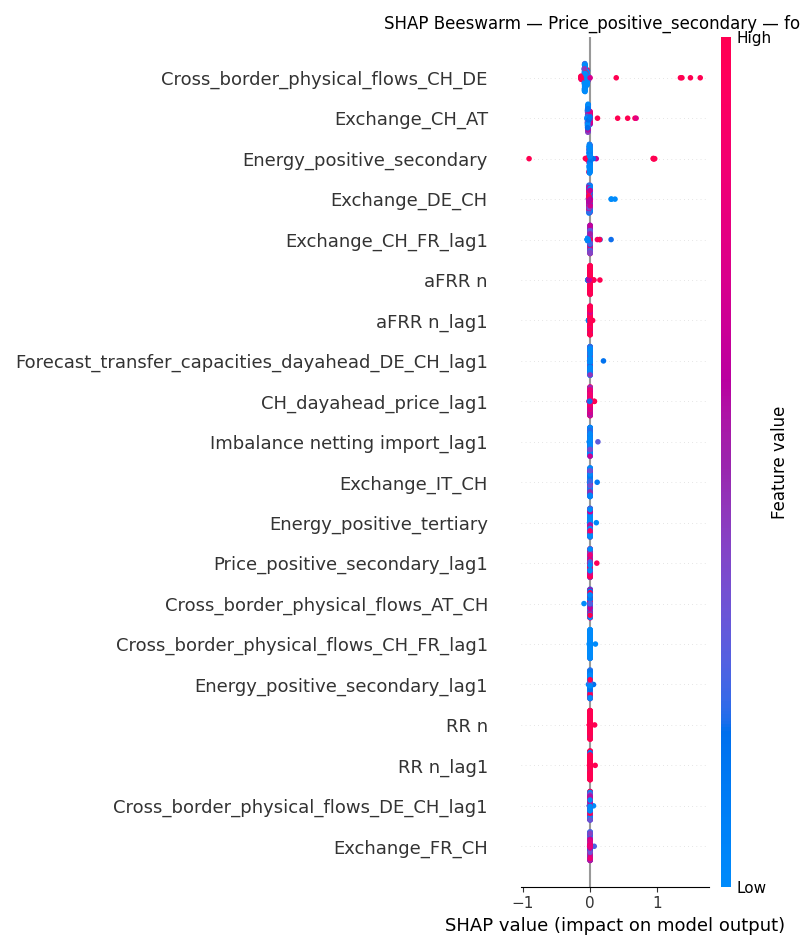 SHAP Beeswarm — Price_positive_secondary — fo
High
Cross_border_physical_flows_CH_DE
Exchange_CH_AT
Energy_positive_secondary
Exchange_DE_CH
Exchange_CH_FR_lag1
aFRR n
aFRR n_lag1
Forecast_transfer_capacities_dayahead_DE_CH_lag1
CH_dayahead_price_lag1
Imbalance netting import_lag1
Exchange_IT_CH
Energy_positive_tertiary
Price_positive_secondary_lag1
Cross_border_physical_flows_AT_CH
Cross_border_physical_flows_CH_FR_lag1
Energy_positive_secondary_lag1
RR n
RR n_lag1
Cross_border_physical_flows_DE_CH_lag1
Exchange_FR_CH
Feature value
Low
−1 0 1
SHAP value (impact on model output)